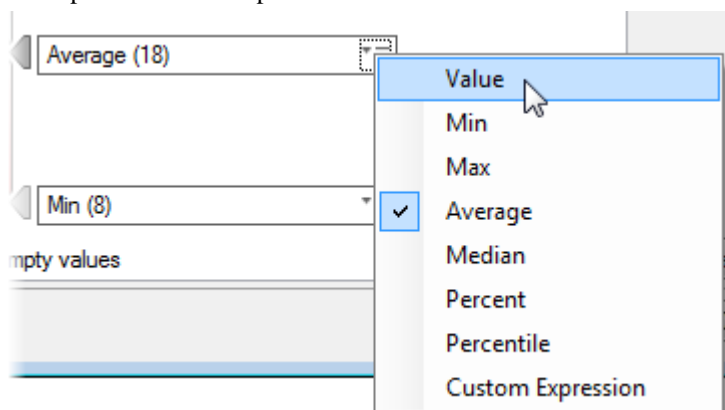 Average (18)
Value
Min
Max
Min (8)
Average
mpty values
Median
Percent
Percentile
Custom Expression